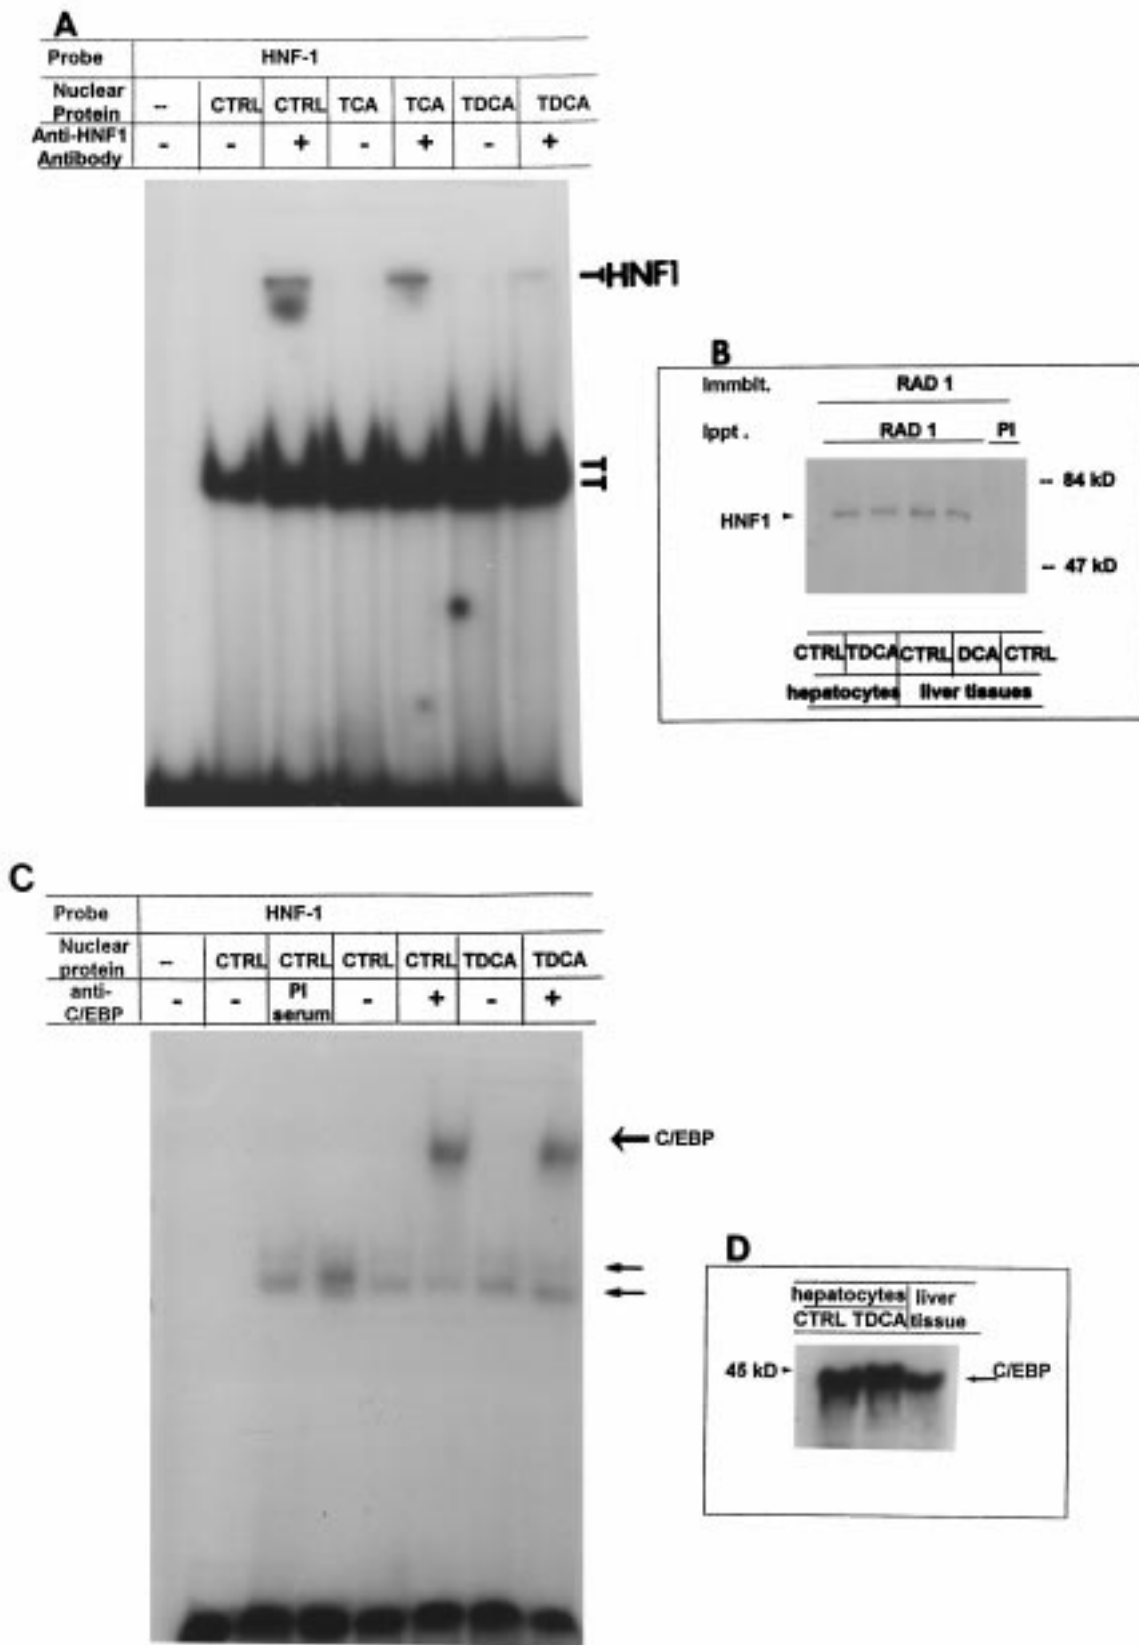 A
Probe HNF-1
Nuclear Protein -- CTRL CTRL TCA TCA TDCA TDCA
Anti-HNF1 Antibody - - + - + - +
HNF1
B
Immblt. RAD 1
Ippt . RAD 1 PI
-- 84 kD
HNF1
-- 47 kD
CTRL TDCA CTRL DCA CTRL
hepatocytes liver tissues
C
Probe HNF-1
Nuclear protein -- CTRL CTRL CTRL CTRL TDCA TDCA
anti-C/EBP - - PI serum - + - +
C/EBP
D
hepatocytes liver
CTRL TDCA tissue
45 kD
C/EBP